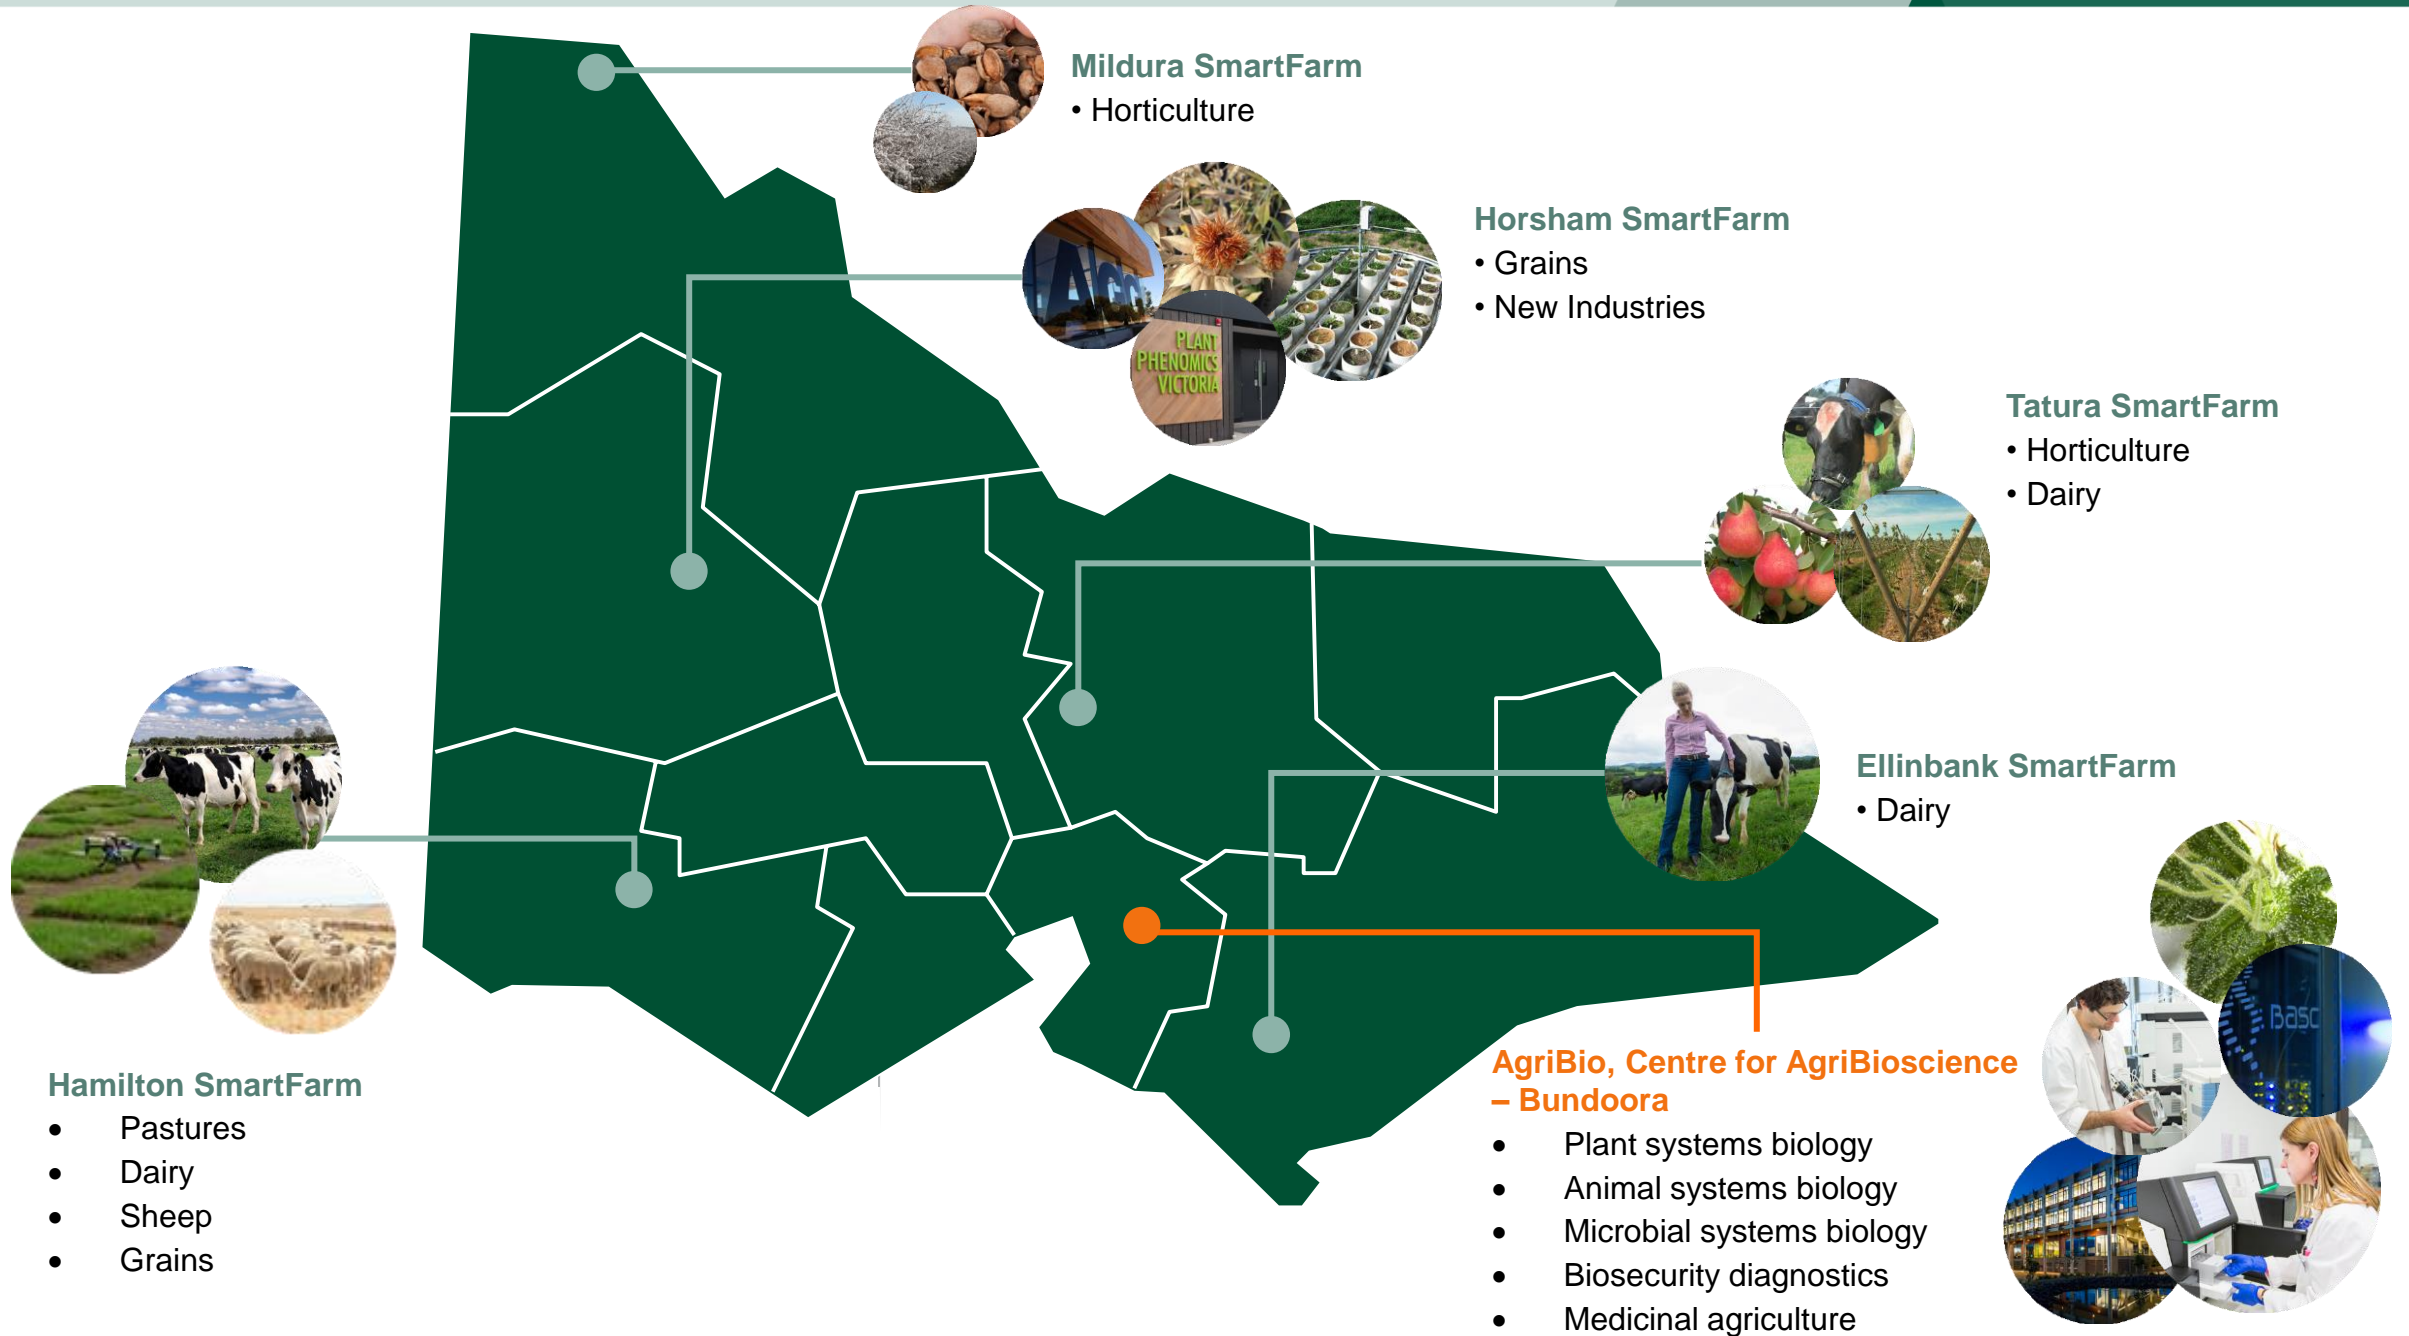 Mildura SmartFarm
• Horticulture
Horsham SmartFarm
• Grains
• New Industries
PLANT
PHENOMICS
VICTORIA
Tatura SmartFarm
• Horticulture
• Dairy
Ellinbank SmartFarm
• Dairy
Hamilton SmartFarm
• Pastures
• Dairy
• Sheep
• Grains
Basc
AgriBio, Centre for AgriBioscience
– Bundoora
• Plant systems biology
• Animal systems biology
• Microbial systems biology
• Biosecurity diagnostics
• Medicinal agriculture